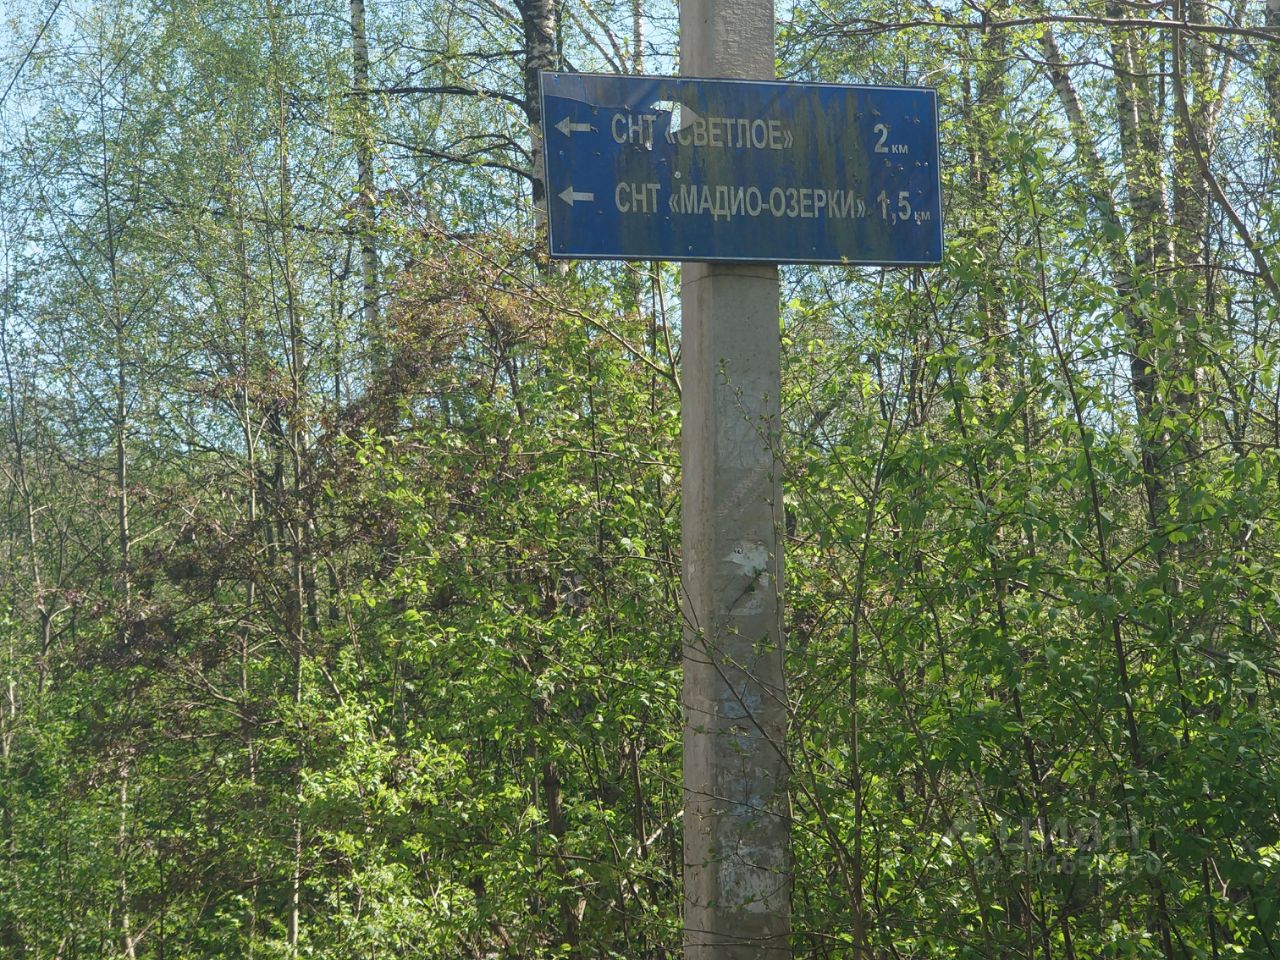 ← СНТ «СВЕТЛОЕ» 2 км
← СНТ «МАДИО-ОЗЕРКИ» 1,5 км